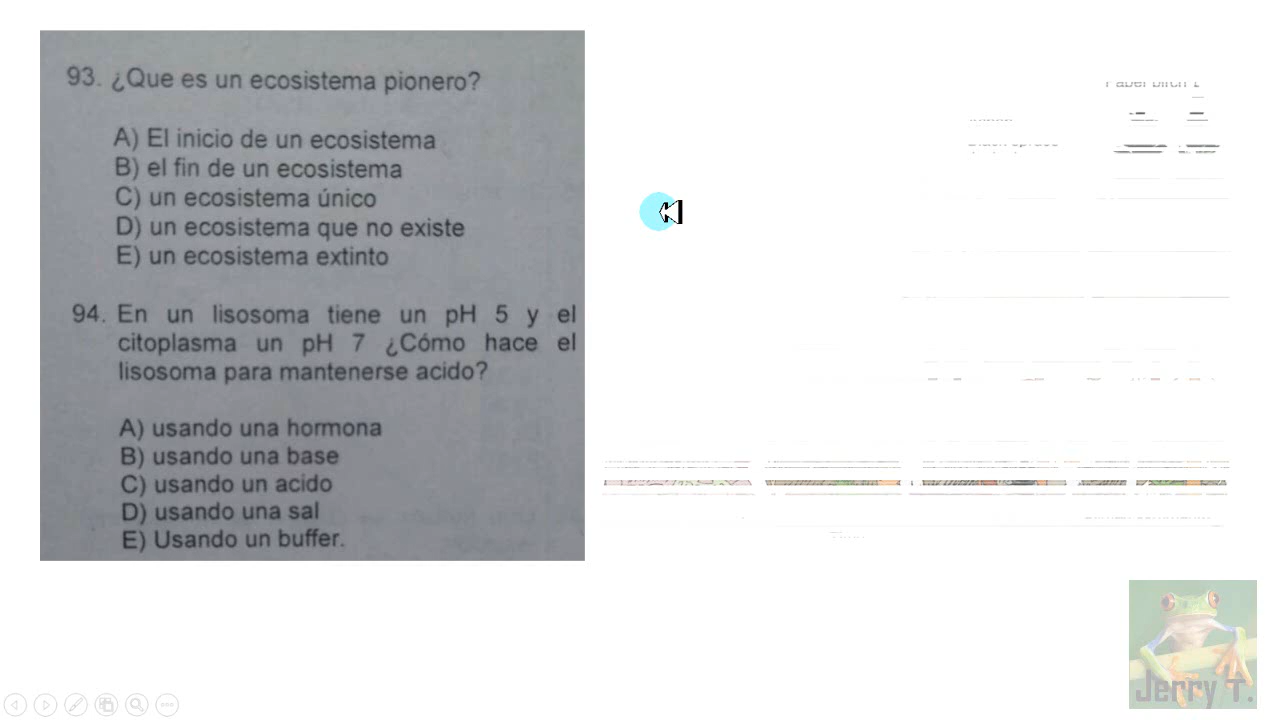 93. ¿Que es un ecosistema pionero?
A) El inicio de un ecosistema
B) el fin de un ecosistema
C) un ecosistema único
D) un ecosistema que no existe
E) un ecosistema extinto
94. En un lisosoma tiene un pH 5 y el
citoplasma un pH 7 ¿Cómo hace el
lisosoma para mantenerse acido?
A) usando una hormona
B) usando una base
C) usando un acido
D) usando una sal
E) Usando un buffer.
Jerry T.